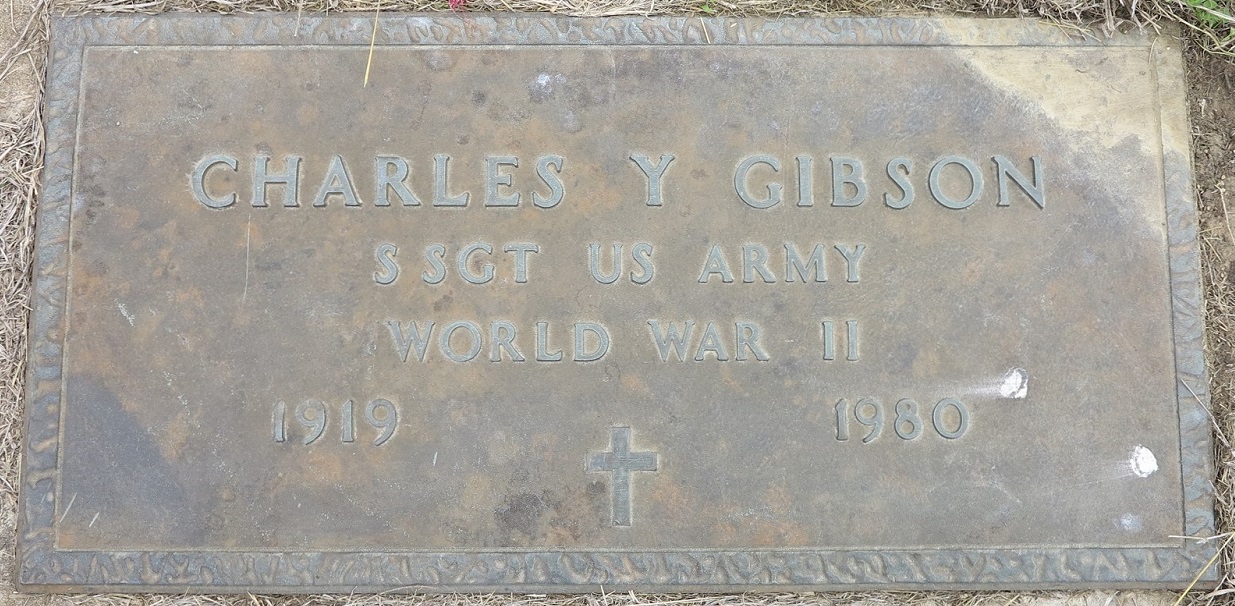 CHARLES Y GIBSON
S SGT US ARMY
WORLD WAR II
1919 1980